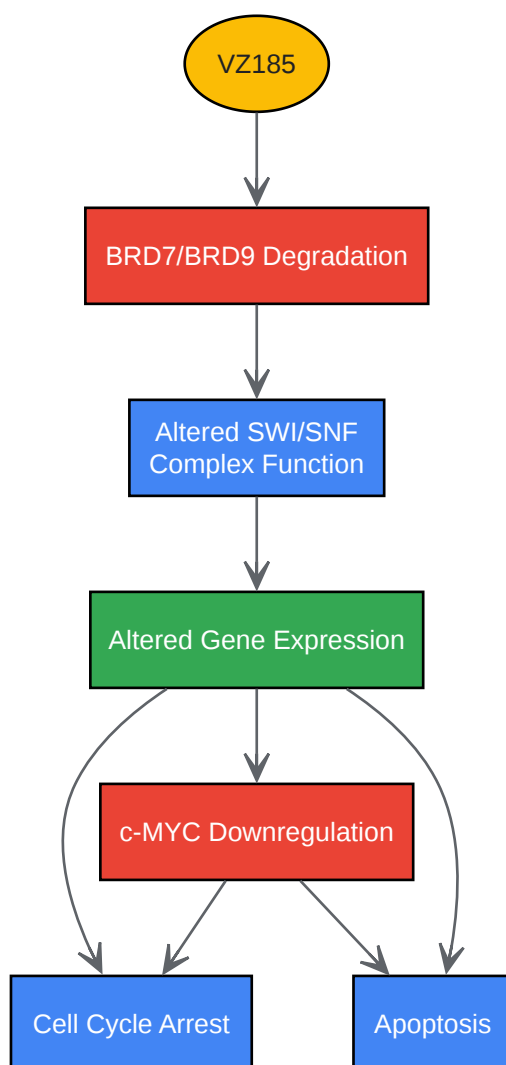 VZ185
BRD7/BRD9 Degradation
Altered SWI/SNF
Complex Function
Altered Gene Expression
c-MYC Downregulation
Cell Cycle Arrest
Apoptosis